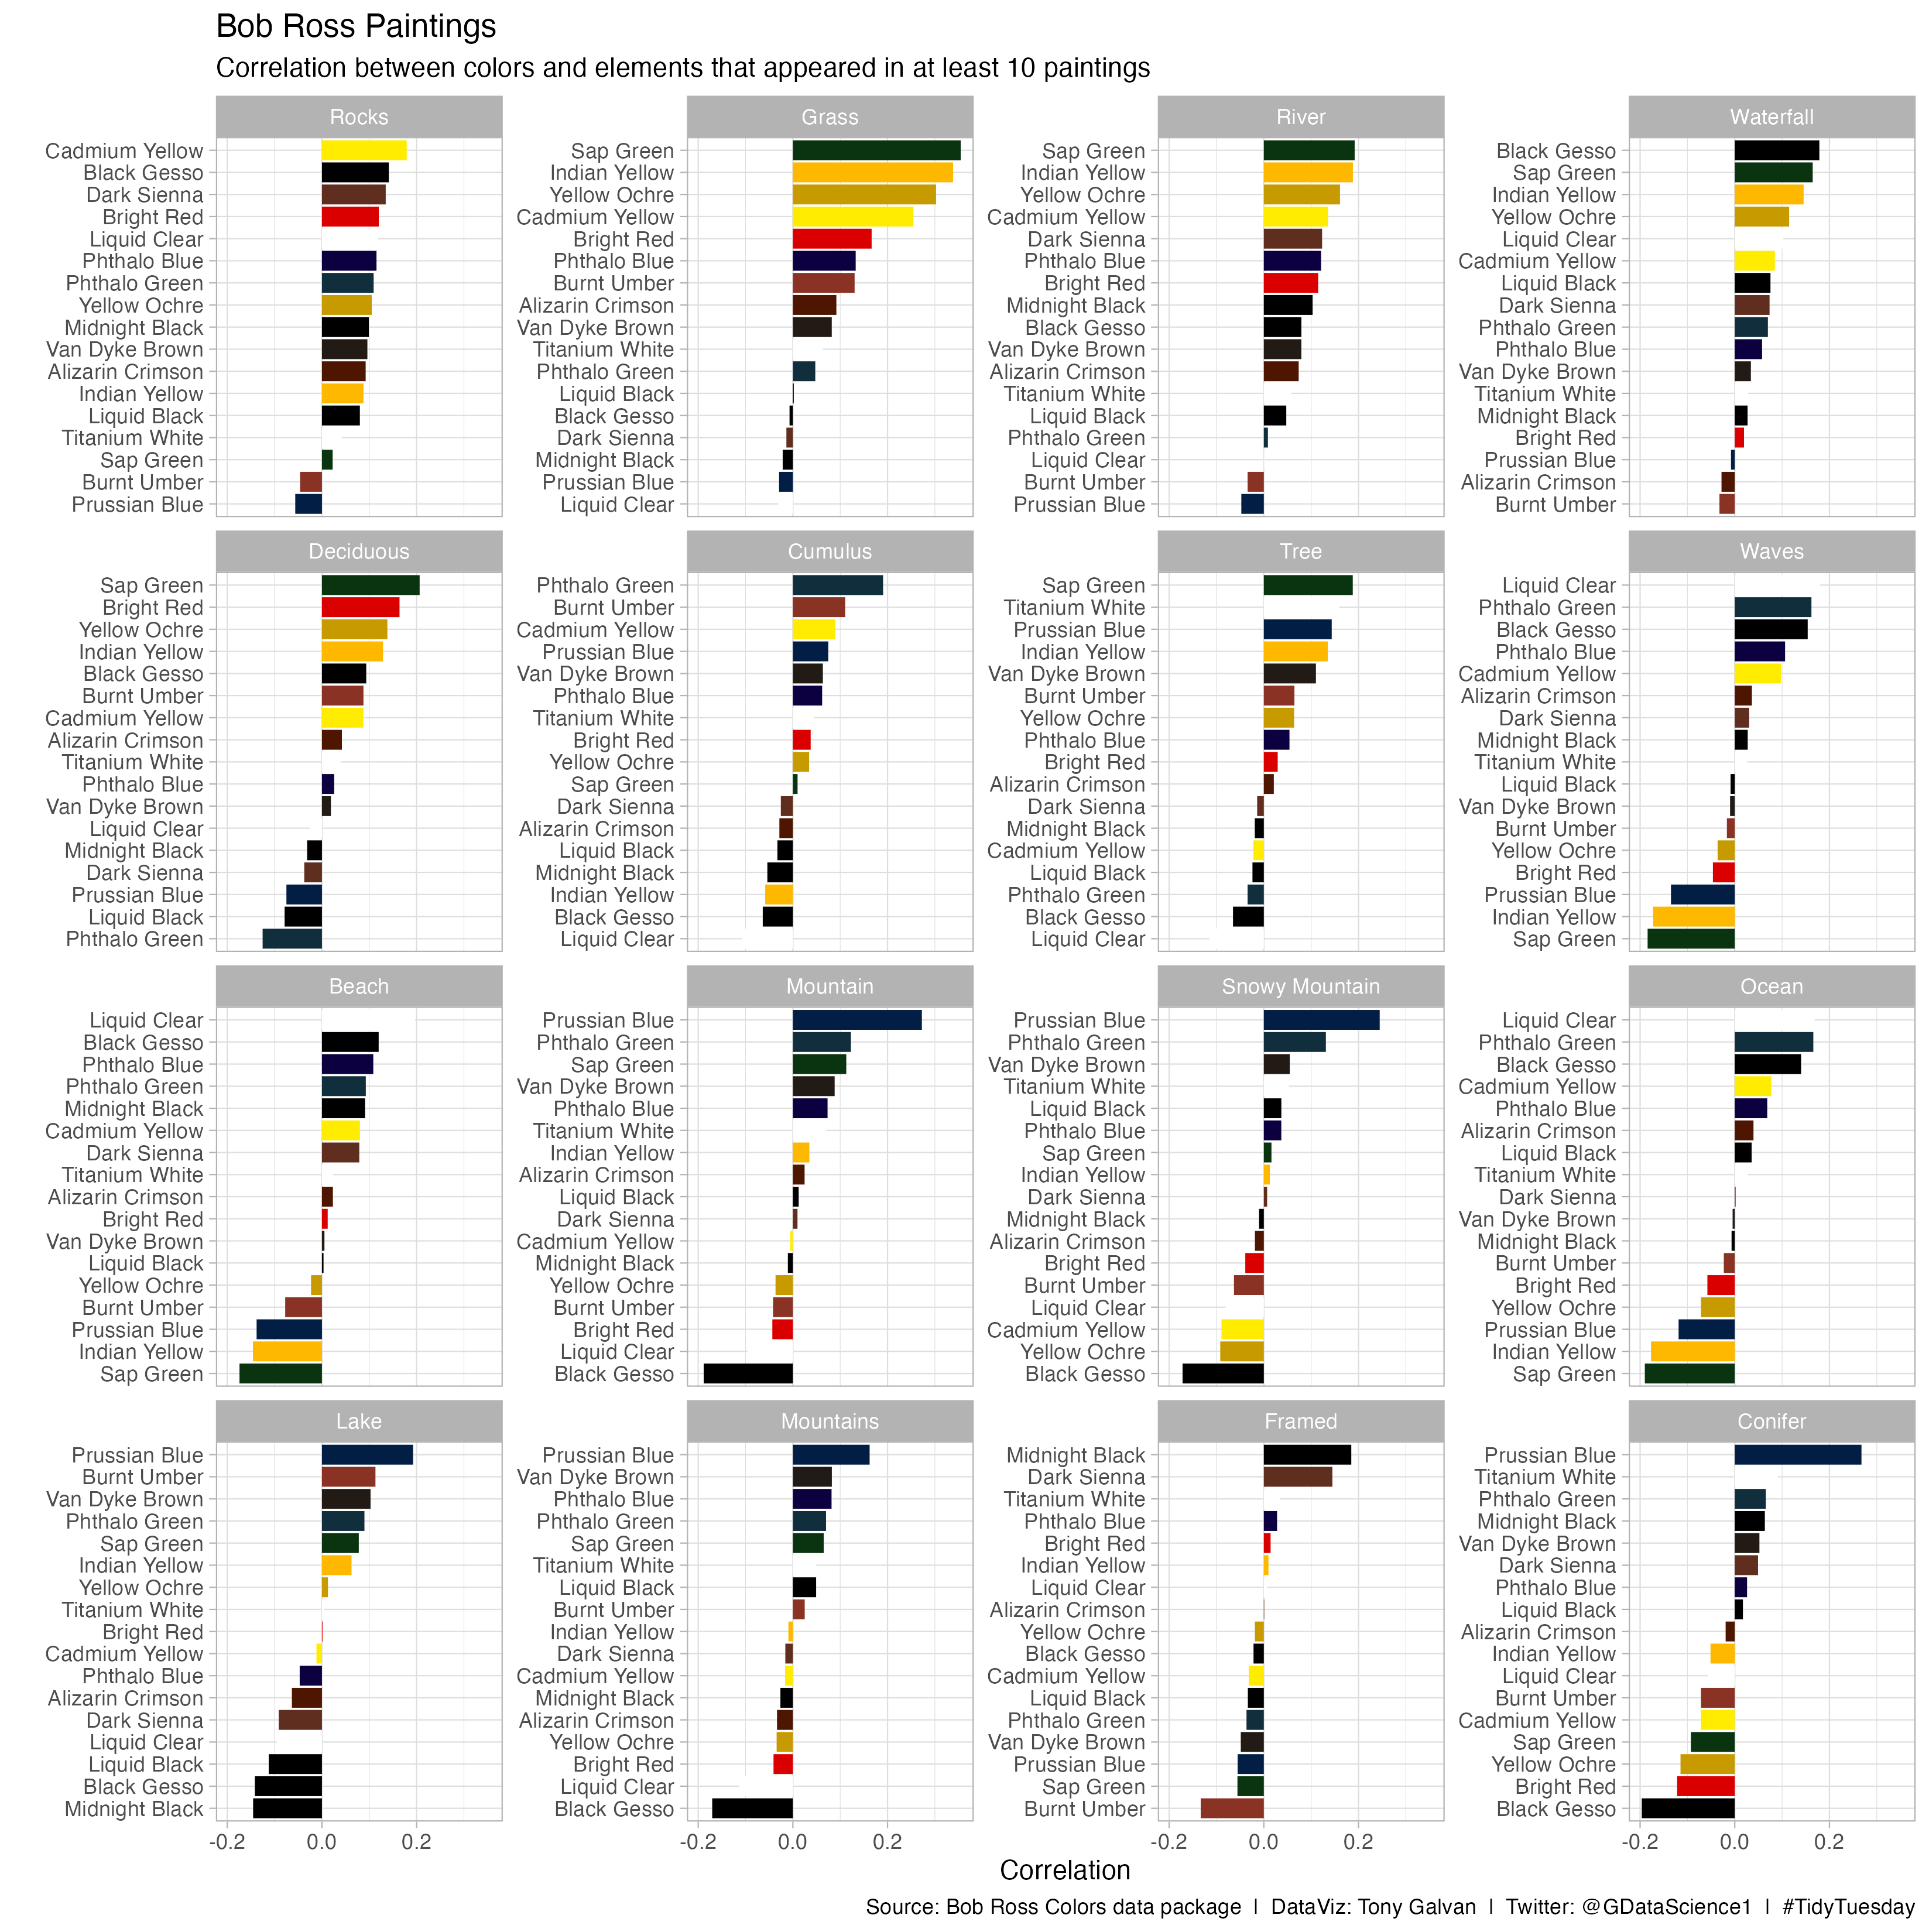 Bob Ross Paintings
Correlation between colors and elements that appeared in at least 10 paintings
Rocks
Cadmium Yellow
Black Gesso
Dark Sienna
Bright Red
Liquid Clear
Phthalo Blue
Phthalo Green
Yellow Ochre
Midnight Black
Van Dyke Brown
Alizarin Crimson
Indian Yellow
Liquid Black
Titanium White
Sap Green
Burnt Umber
Prussian Blue
Grass
Sap Green
Indian Yellow
Yellow Ochre
Cadmium Yellow
Bright Red
Phthalo Blue
Burnt Umber
Alizarin Crimson
Van Dyke Brown
Titanium White
Phthalo Green
Liquid Black
Black Gesso
Dark Sienna
Midnight Black
Prussian Blue
Liquid Clear
River
Sap Green
Indian Yellow
Yellow Ochre
Cadmium Yellow
Dark Sienna
Phthalo Blue
Bright Red
Midnight Black
Black Gesso
Van Dyke Brown
Alizarin Crimson
Titanium White
Liquid Black
Phthalo Green
Liquid Clear
Burnt Umber
Prussian Blue
Waterfall
Black Gesso
Sap Green
Indian Yellow
Yellow Ochre
Liquid Clear
Cadmium Yellow
Liquid Black
Dark Sienna
Phthalo Green
Phthalo Blue
Van Dyke Brown
Titanium White
Midnight Black
Bright Red
Prussian Blue
Alizarin Crimson
Burnt Umber
Deciduous
Sap Green
Bright Red
Yellow Ochre
Indian Yellow
Black Gesso
Burnt Umber
Cadmium Yellow
Alizarin Crimson
Titanium White
Phthalo Blue
Van Dyke Brown
Liquid Clear
Midnight Black
Dark Sienna
Prussian Blue
Liquid Black
Phthalo Green
Cumulus
Phthalo Green
Burnt Umber
Cadmium Yellow
Prussian Blue
Van Dyke Brown
Phthalo Blue
Titanium White
Bright Red
Yellow Ochre
Sap Green
Dark Sienna
Alizarin Crimson
Liquid Black
Midnight Black
Indian Yellow
Black Gesso
Liquid Clear
Tree
Sap Green
Titanium White
Prussian Blue
Indian Yellow
Van Dyke Brown
Burnt Umber
Yellow Ochre
Phthalo Blue
Bright Red
Alizarin Crimson
Dark Sienna
Midnight Black
Cadmium Yellow
Liquid Black
Phthalo Green
Black Gesso
Liquid Clear
Waves
Liquid Clear
Phthalo Green
Black Gesso
Phthalo Blue
Cadmium Yellow
Alizarin Crimson
Dark Sienna
Midnight Black
Titanium White
Liquid Black
Van Dyke Brown
Burnt Umber
Yellow Ochre
Bright Red
Prussian Blue
Indian Yellow
Sap Green
Beach
Liquid Clear
Black Gesso
Phthalo Blue
Phthalo Green
Midnight Black
Cadmium Yellow
Dark Sienna
Titanium White
Alizarin Crimson
Bright Red
Van Dyke Brown
Liquid Black
Yellow Ochre
Burnt Umber
Prussian Blue
Indian Yellow
Sap Green
Mountain
Prussian Blue
Phthalo Green
Sap Green
Van Dyke Brown
Phthalo Blue
Titanium White
Indian Yellow
Alizarin Crimson
Liquid Black
Dark Sienna
Cadmium Yellow
Midnight Black
Yellow Ochre
Burnt Umber
Bright Red
Liquid Clear
Black Gesso
Snowy Mountain
Prussian Blue
Phthalo Green
Van Dyke Brown
Titanium White
Liquid Black
Phthalo Blue
Sap Green
Indian Yellow
Dark Sienna
Midnight Black
Alizarin Crimson
Bright Red
Burnt Umber
Liquid Clear
Cadmium Yellow
Yellow Ochre
Black Gesso
Ocean
Liquid Clear
Phthalo Green
Black Gesso
Cadmium Yellow
Phthalo Blue
Alizarin Crimson
Liquid Black
Titanium White
Dark Sienna
Van Dyke Brown
Midnight Black
Burnt Umber
Bright Red
Yellow Ochre
Prussian Blue
Indian Yellow
Sap Green
Lake
Prussian Blue
Burnt Umber
Van Dyke Brown
Phthalo Green
Sap Green
Indian Yellow
Yellow Ochre
Titanium White
Bright Red
Cadmium Yellow
Phthalo Blue
Alizarin Crimson
Dark Sienna
Liquid Clear
Liquid Black
Black Gesso
Midnight Black
-0.2 0.0 0.2
Mountains
Prussian Blue
Van Dyke Brown
Phthalo Blue
Phthalo Green
Sap Green
Titanium White
Liquid Black
Burnt Umber
Indian Yellow
Dark Sienna
Cadmium Yellow
Midnight Black
Alizarin Crimson
Yellow Ochre
Bright Red
Liquid Clear
Black Gesso
-0.2 0.0 0.2
Framed
Midnight Black
Dark Sienna
Titanium White
Phthalo Blue
Bright Red
Indian Yellow
Liquid Clear
Alizarin Crimson
Yellow Ochre
Black Gesso
Cadmium Yellow
Liquid Black
Phthalo Green
Van Dyke Brown
Prussian Blue
Sap Green
Burnt Umber
-0.2 0.0 0.2
Conifer
Prussian Blue
Titanium White
Phthalo Green
Midnight Black
Van Dyke Brown
Dark Sienna
Phthalo Blue
Liquid Black
Alizarin Crimson
Indian Yellow
Liquid Clear
Burnt Umber
Cadmium Yellow
Sap Green
Yellow Ochre
Bright Red
Black Gesso
-0.2 0.0 0.2
Correlation
Source: Bob Ross Colors data package | DataViz: Tony Galvan | Twitter: @GDataScience1 | #TidyTuesday